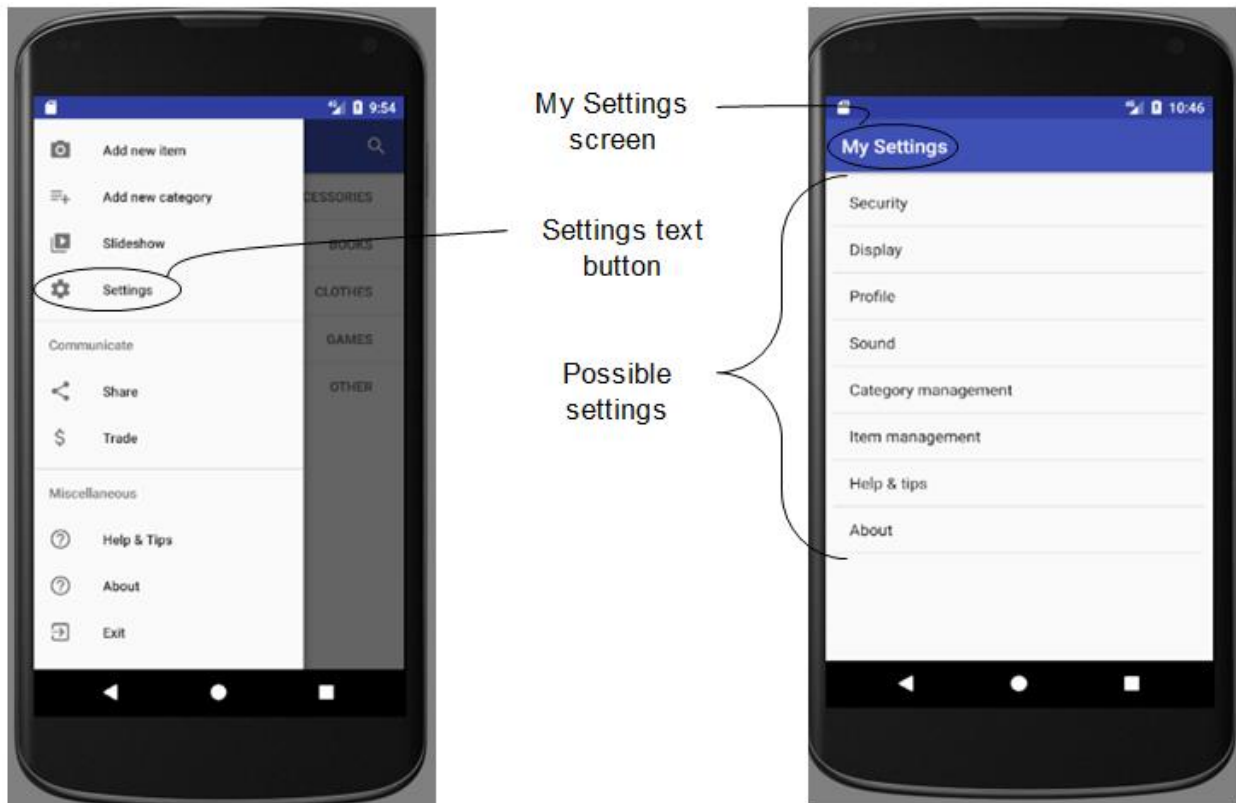 9:54
Add new item
Add new category
Slideshow
Settings
Communicate
Share
Trade
Miscellaneous
Help & Tips
About
Exit
CESSORIES
BOOKS
CLOTHES
GAMES
OTHER
My Settings
screen
Settings text
button
Possible
settings
10:46
My Settings
Security
Display
Profile
Sound
Category management
Item management
Help & tips
About